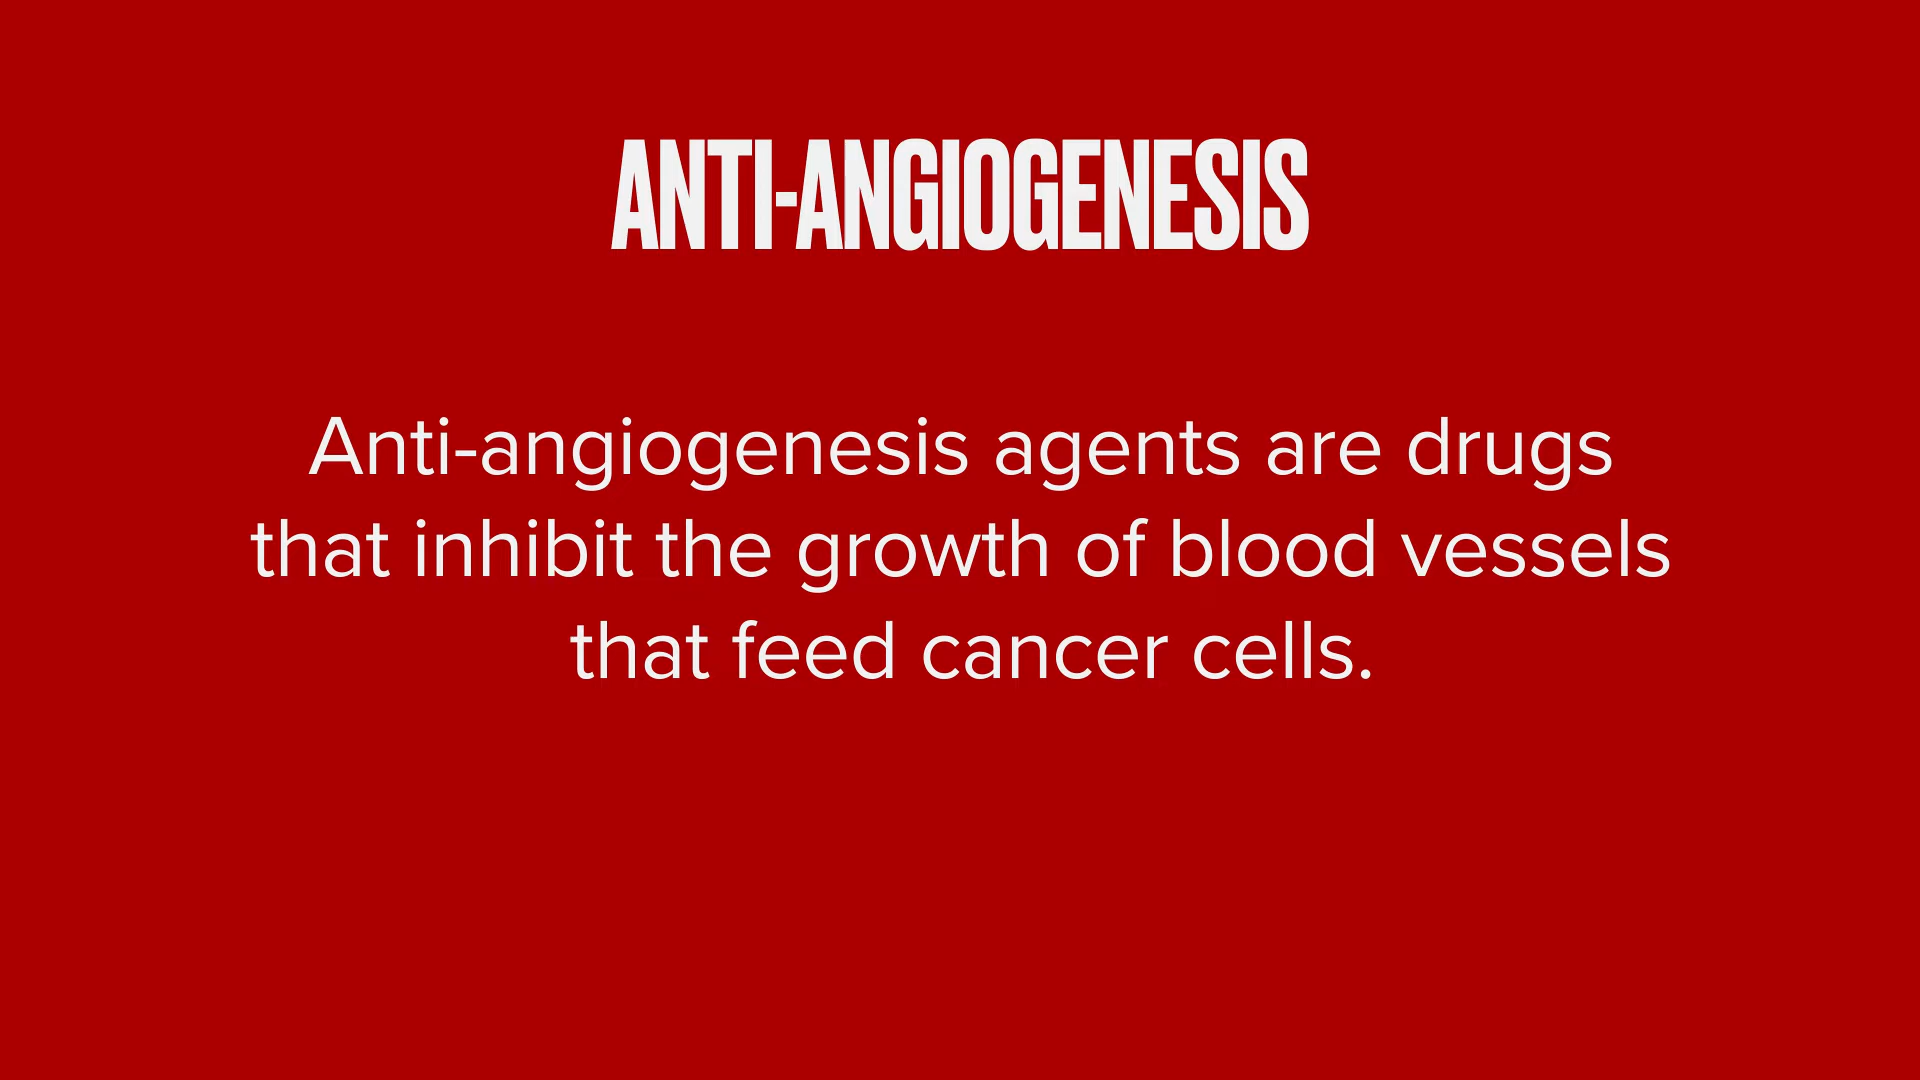 ANTI-ANGIOGENESIS
Anti-angiogenesis agents are drugs
that inhibit the growth of blood vessels
that feed cancer cells.